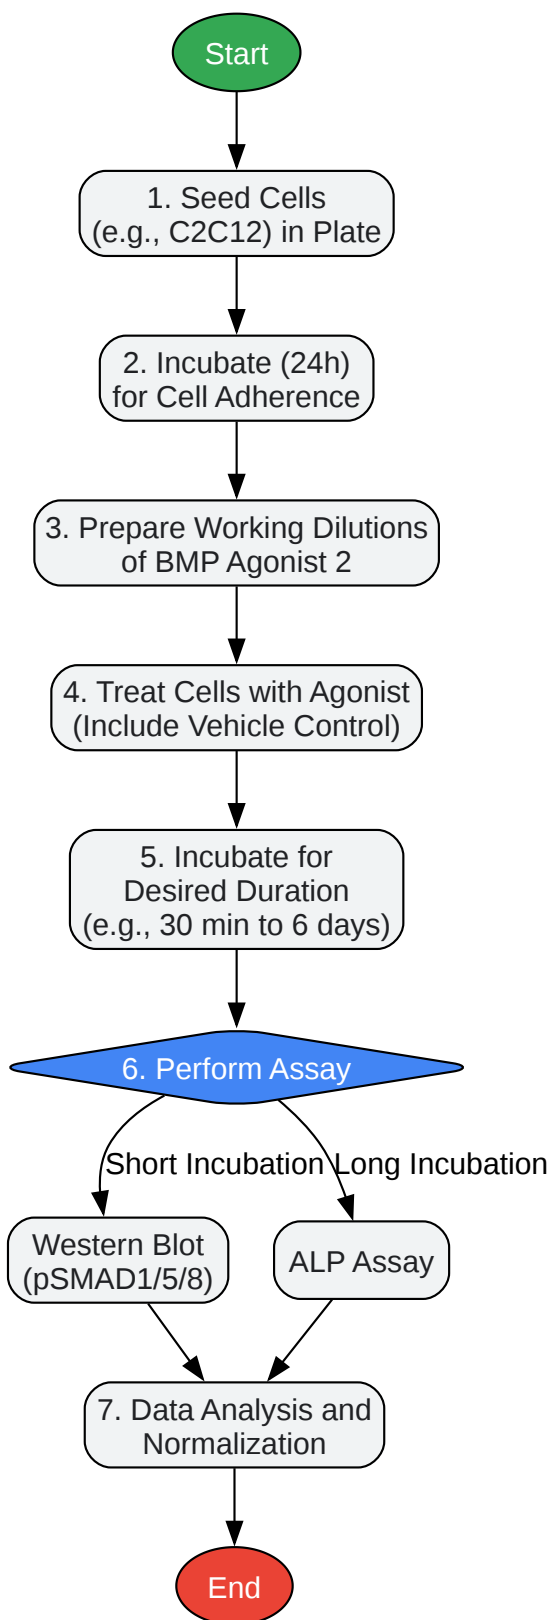 Start
1. Seed Cells
(e.g., C2C12) in Plate
2. Incubate (24h)
for Cell Adherence
3. Prepare Working Dilutions
of BMP Agonist 2
4. Treat Cells with Agonist
(Include Vehicle Control)
5. Incubate for
Desired Duration
(e.g., 30 min to 6 days)
6. Perform Assay
Short Incubation
Long Incubation
Western Blot
(pSMAD1/5/8)
ALP Assay
7. Data Analysis and
Normalization
End